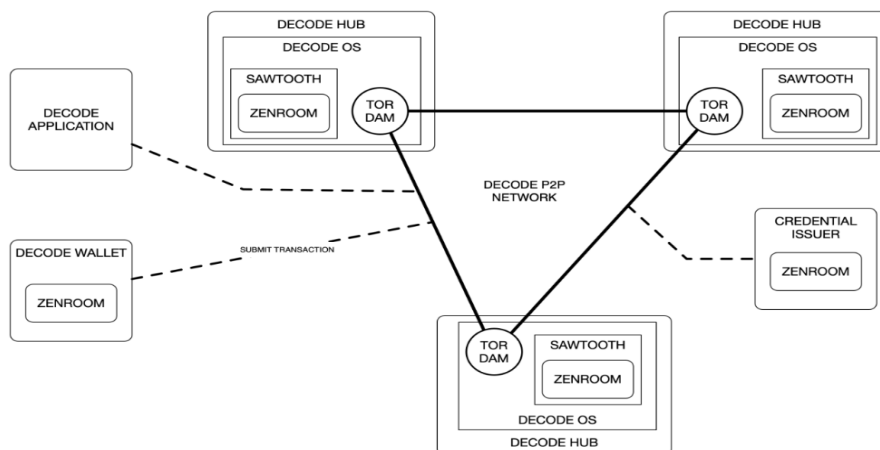 DECODE HUB
DECODE OS
SAWTOOTH
ZENROOM
TOR
DAM
DECODE HUB
DECODE OS
SAWTOOTH
ZENROOM
TOR
DAM
DECODE
APPLICATION
DECODE P2P
NETWORK
DECODE WALLET
ZENROOM
SUBMIT TRANSACTION
CREDENTIAL
ISSUER
ZENROOM
TOR
DAM
SAWTOOTH
ZENROOM
DECODE OS
DECODE HUB